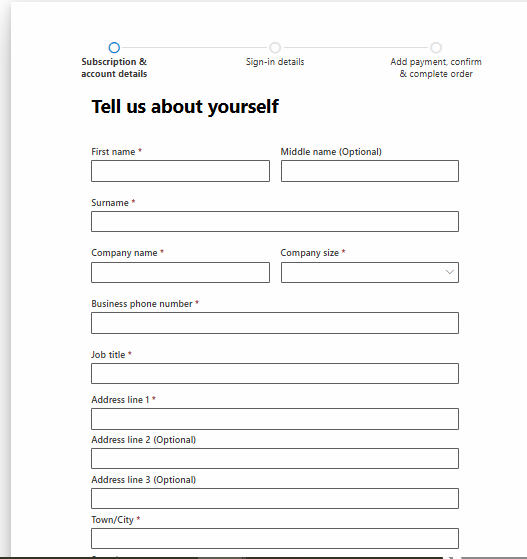 Subscription & account details
Sign-in details
Add payment, confirm & complete order
Tell us about yourself
First name *
Middle name (Optional)
Surname *
Company name *
Company size *
Business phone number *
Job title *
Address line 1 *
Address line 2 (Optional)
Address line 3 (Optional)
Town/City *